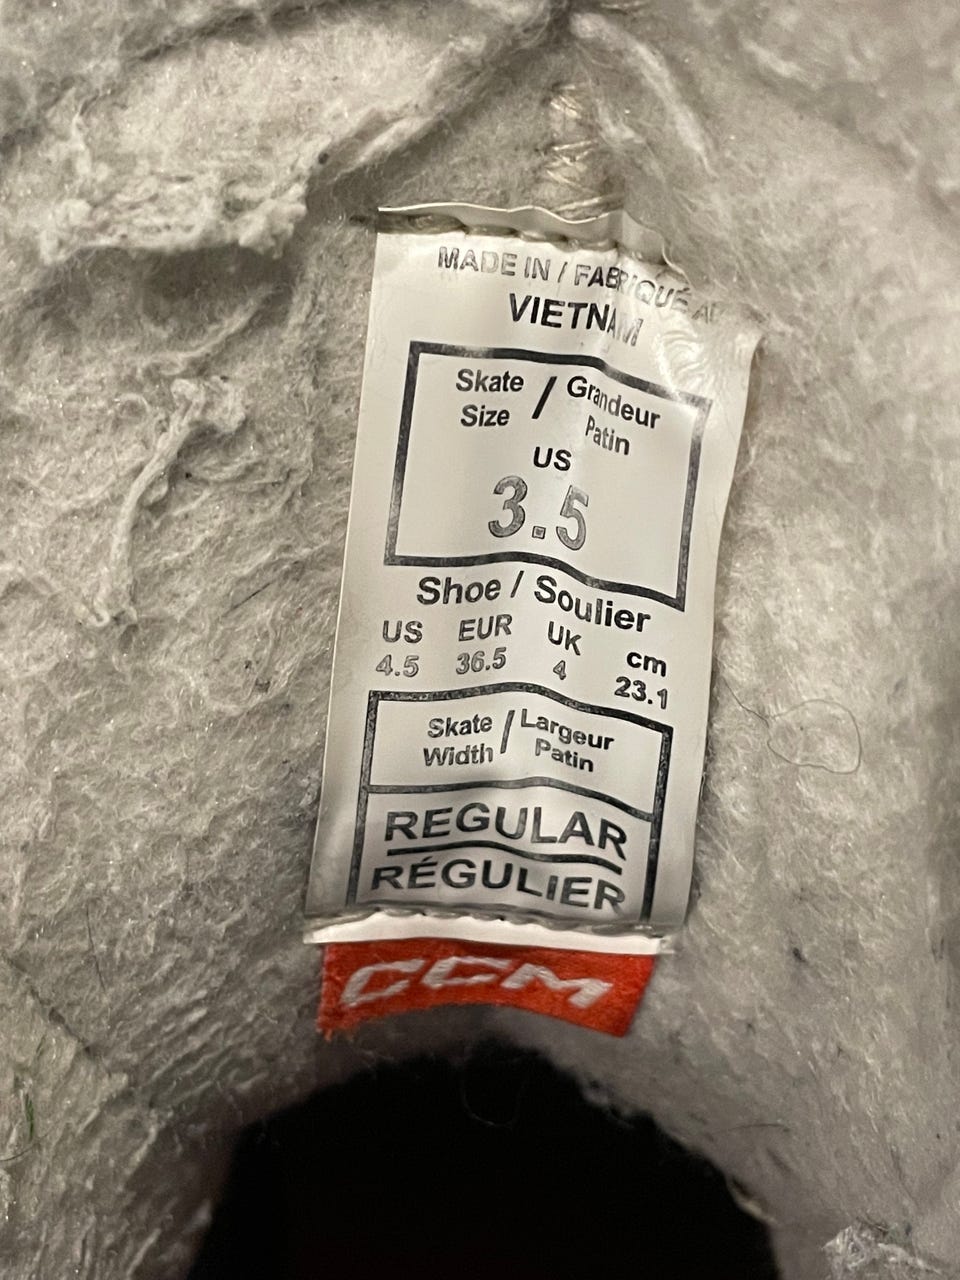 MADE IN / FABRIQUÉ AU
VIETNAM
Skate Size / Grandeur Patin
US
3.5
Shoe / Soulier
US EUR UK cm
4.5 36.5 4 23.1
Skate Width / Largeur Patin
REGULAR
RÉGULIER
CCM